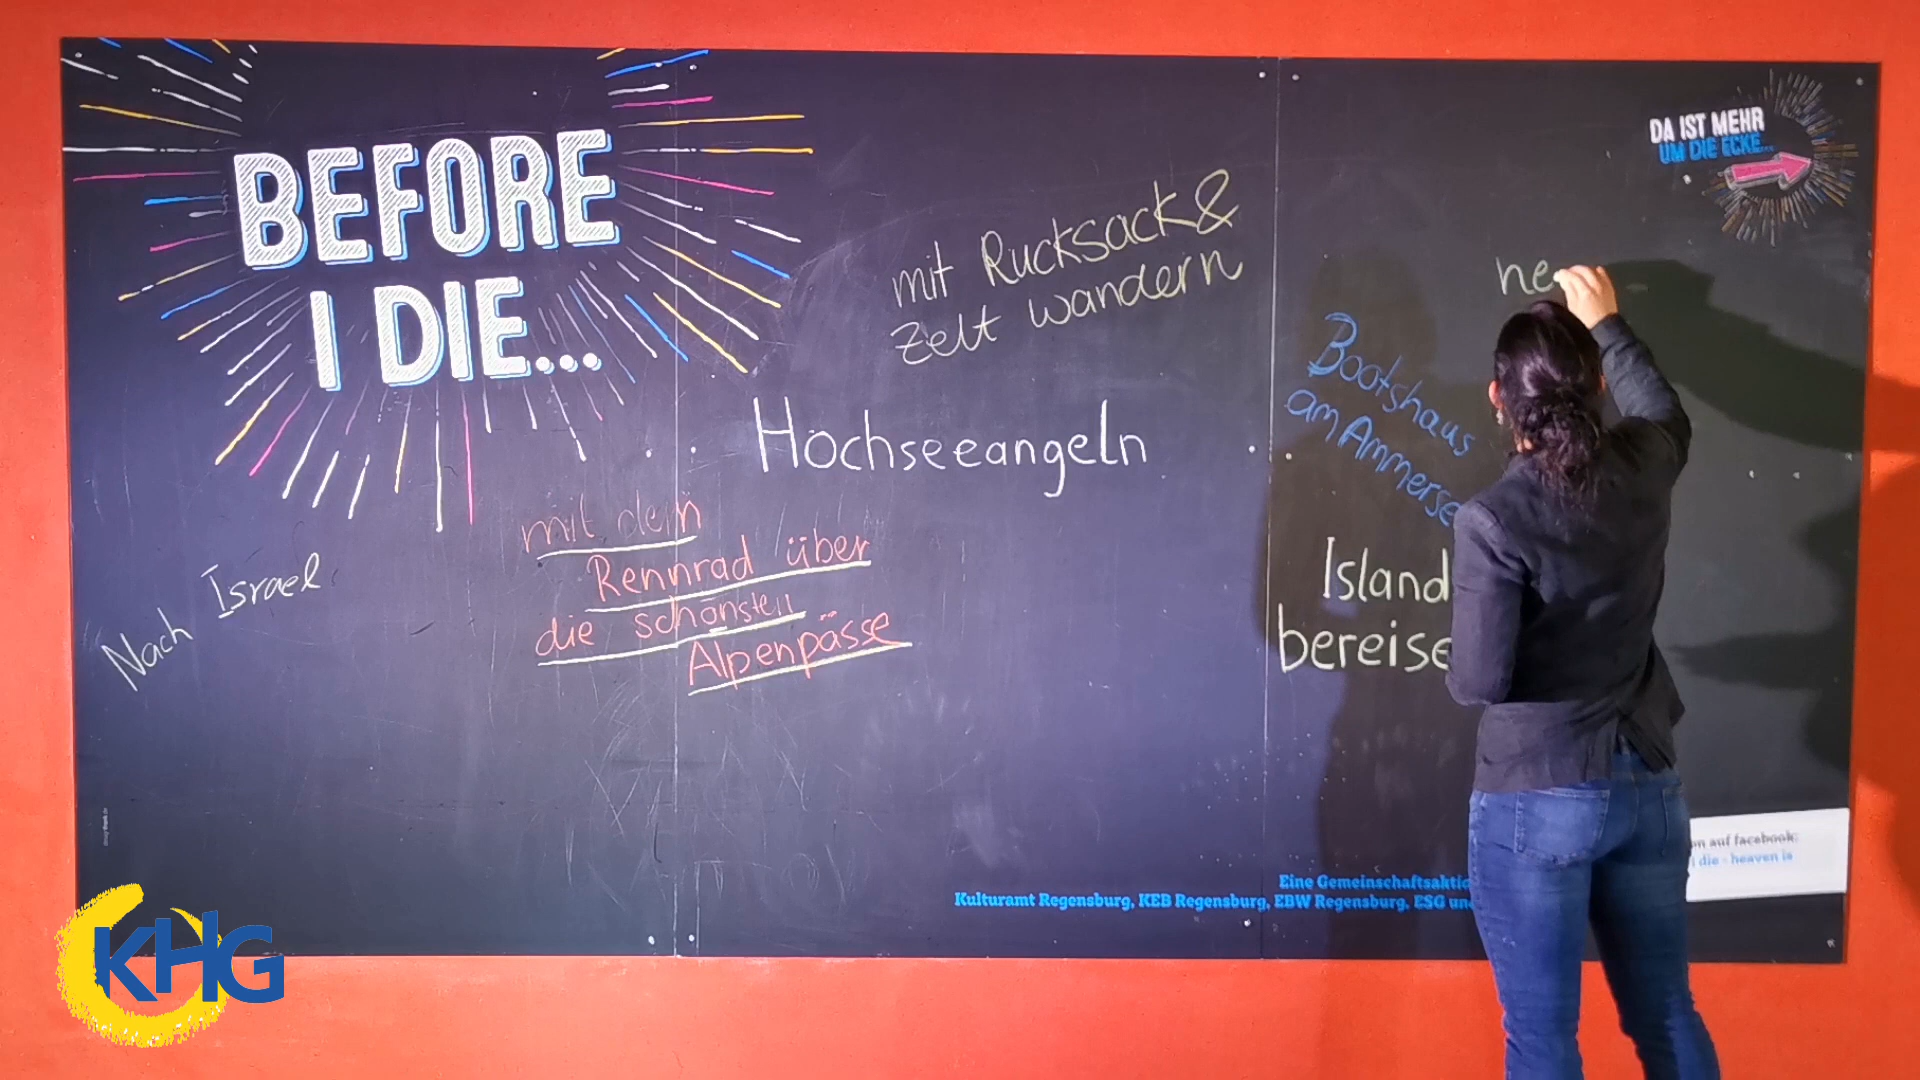 BEFORE
I DIE...
DA IST MEHR
UM DIE ECKE...
mit Rucksack &
Zelt wandern
ne
Bootshaus
am Ammerse
Hochseeangeln
mit dem
Rennrad über
die schönsten
Alpenpässe
Nach Israel
Island
bereise
auf facebook:
die - heaven is
Eine Gemeinschaftsaktio
Kulturamt Regensburg, KEB Regensburg, EBW Regensburg, ESG un
KHG